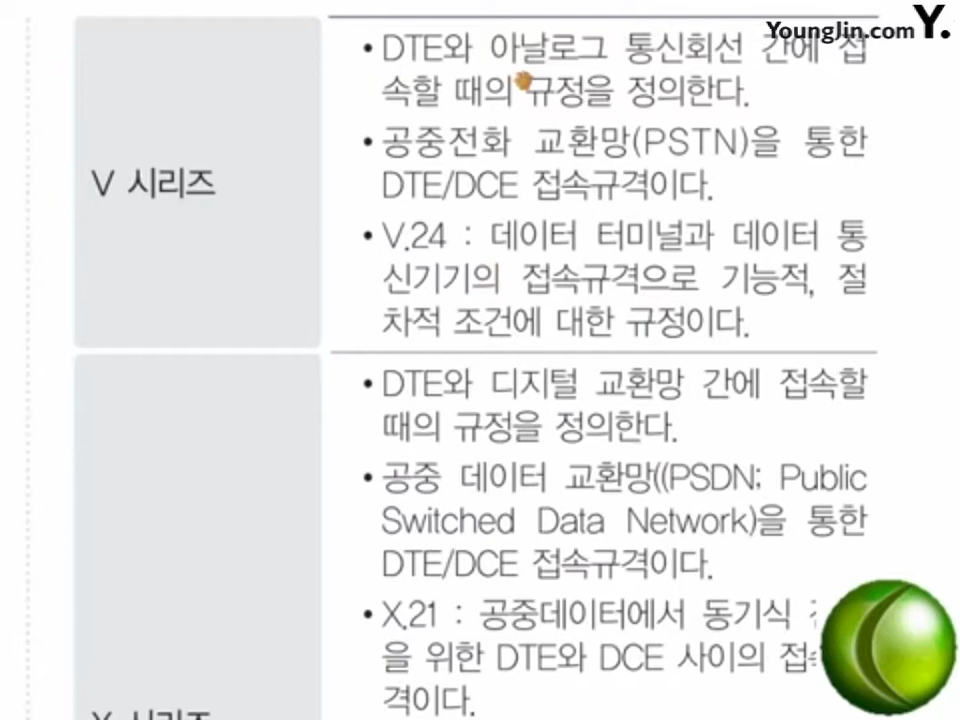 YoungJin.com Y.
• DTE와 아날로그 통신회선 간에 접
속할 때의 규정을 정의한다.
• 공중전화 교환망(PSTN)을 통한
DTE/DCE 접속규격이다.
V 시리즈
• V.24 : 데이터 터미널과 데이터 통
신기기의 접속규격으로 기능적, 절
차적 조건에 대한 규정이다.
• DTE와 디지털 교환망 간에 접속할
때의 규정을 정의한다.
• 공중 데이터 교환망((PSDN; Public
Switched Data Network)을 통한
DTE/DCE 접속규격이다.
• X.21 : 공중데이터에서 동기식
을 위한 DTE와 DCE 사이의
격이다.
X 시리즈